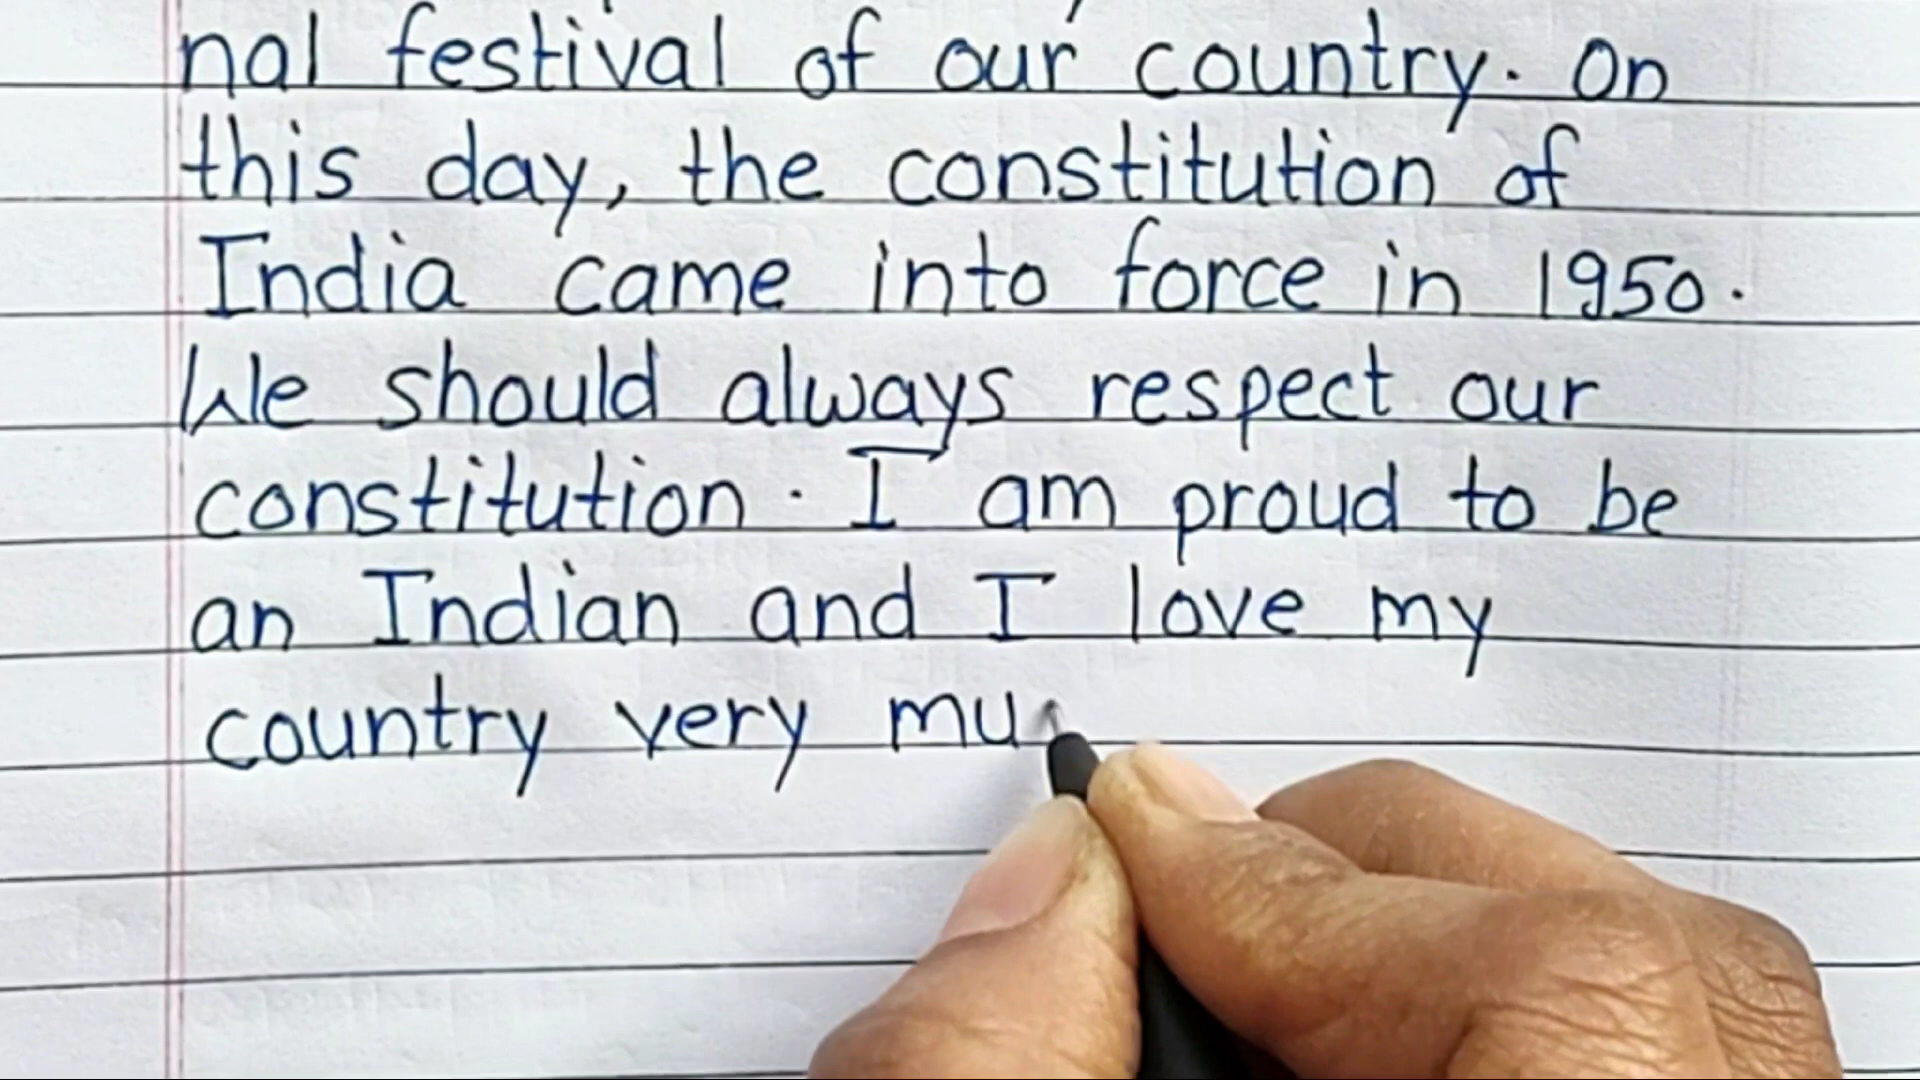 nal festival of our country. On
this day, the constitution of
India came into force in 1950.
We should always respect our
constitution. I am proud to be
an Indian and I love my
country very mu